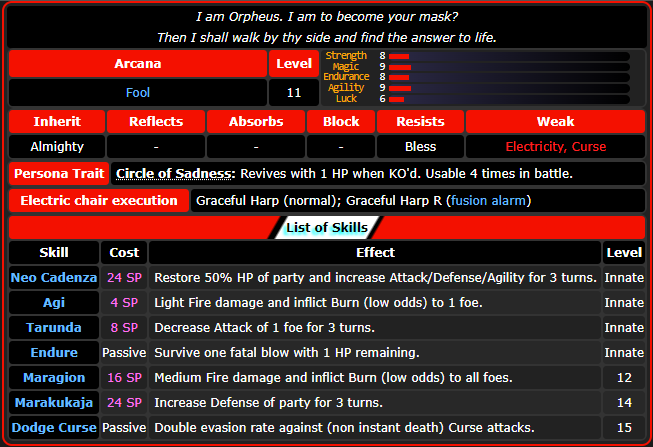 I am Orpheus. I am to become your mask?
Then I shall walk by thy side and find the answer to life.
Arcana Level
Fool 11
Strength 8
Magic 9
Endurance 8
Agility 9
Luck 6
Inherit Reflects Absorbs Block Resists Weak
Almighty - - - Bless Electricity, Curse
Persona Trait Circle of Sadness: Revives with 1 HP when KO'd. Usable 4 times in battle.
Electric chair execution Graceful Harp (normal); Graceful Harp R (fusion alarm)
List of Skills
Skill Cost Effect Level
Neo Cadenza 24 SP Restore 50% HP of party and increase Attack/Defense/Agility for 3 turns. Innate
Agi 4 SP Light Fire damage and inflict Burn (low odds) to 1 foe. Innate
Tarunda 8 SP Decrease Attack of 1 foe for 3 turns. Innate
Endure Passive Survive one fatal blow with 1 HP remaining. Innate
Maragion 16 SP Medium Fire damage and inflict Burn (low odds) to all foes. 12
Marakukaja 24 SP Increase Defense of party for 3 turns. 14
Dodge Curse Passive Double evasion rate against (non instant death) Curse attacks. 15